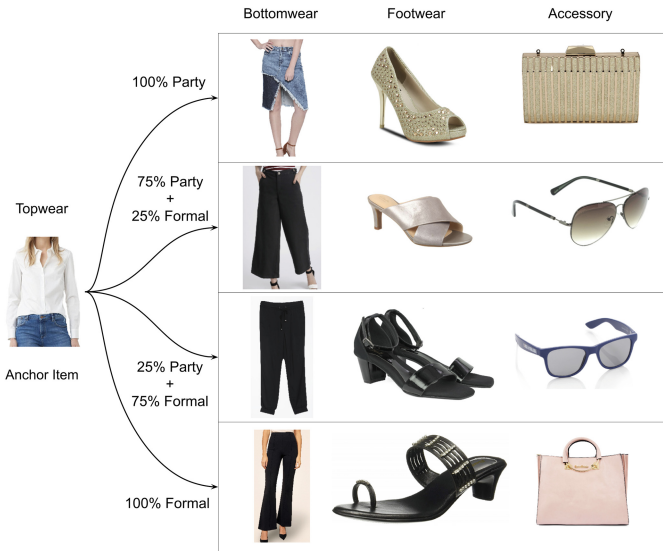 Bottomwear
Footwear
Accessory
100% Party
75% Party
+
25% Formal
Topwear
Anchor Item
25% Party
+
75% Formal
100% Formal